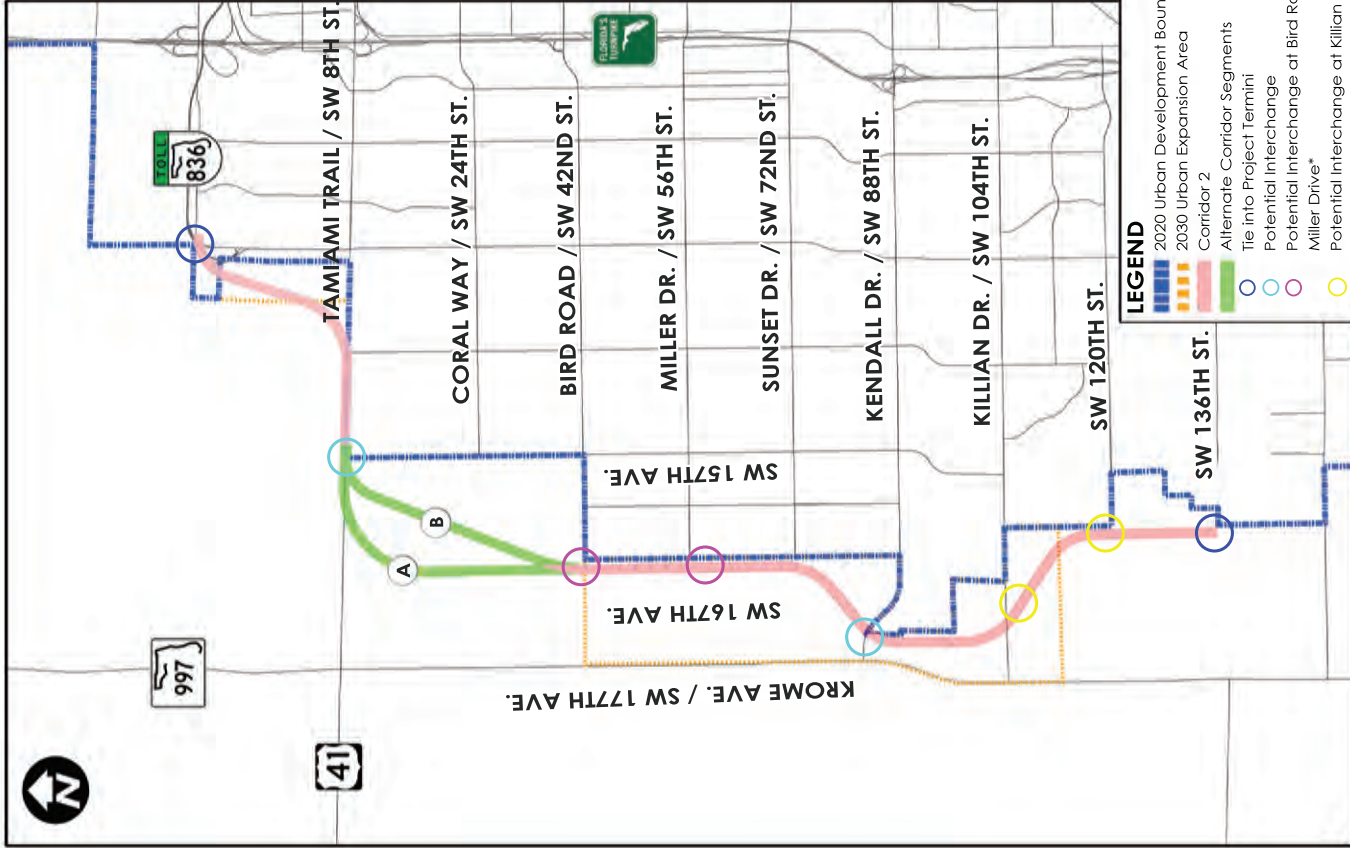 N
997
41
TOLL
836
FLORIDA'S
TURNPIKE
TAMIAMI TRAIL / SW 8TH ST.
CORAL WAY / SW 24TH ST.
BIRD ROAD / SW 42ND ST.
MILLER DR. / SW 56TH ST.
SUNSET DR. / SW 72ND ST.
KENDALL DR. / SW 88TH ST.
KILLIAN DR. / SW 104TH ST.
SW 120TH ST.
SW 136TH ST.
SW 157TH AVE.
SW 167TH AVE.
KROME AVE. / SW 177TH AVE.
A
B
LEGEND
2020 Urban Development Boun
2030 Urban Expansion Area
Corridor 2
Alternate Corridor Segments
Tie into Project Termini
Potential Interchange
Potential Interchange at Bird Ro
Miller Drive*
Potential Interchange at Killian